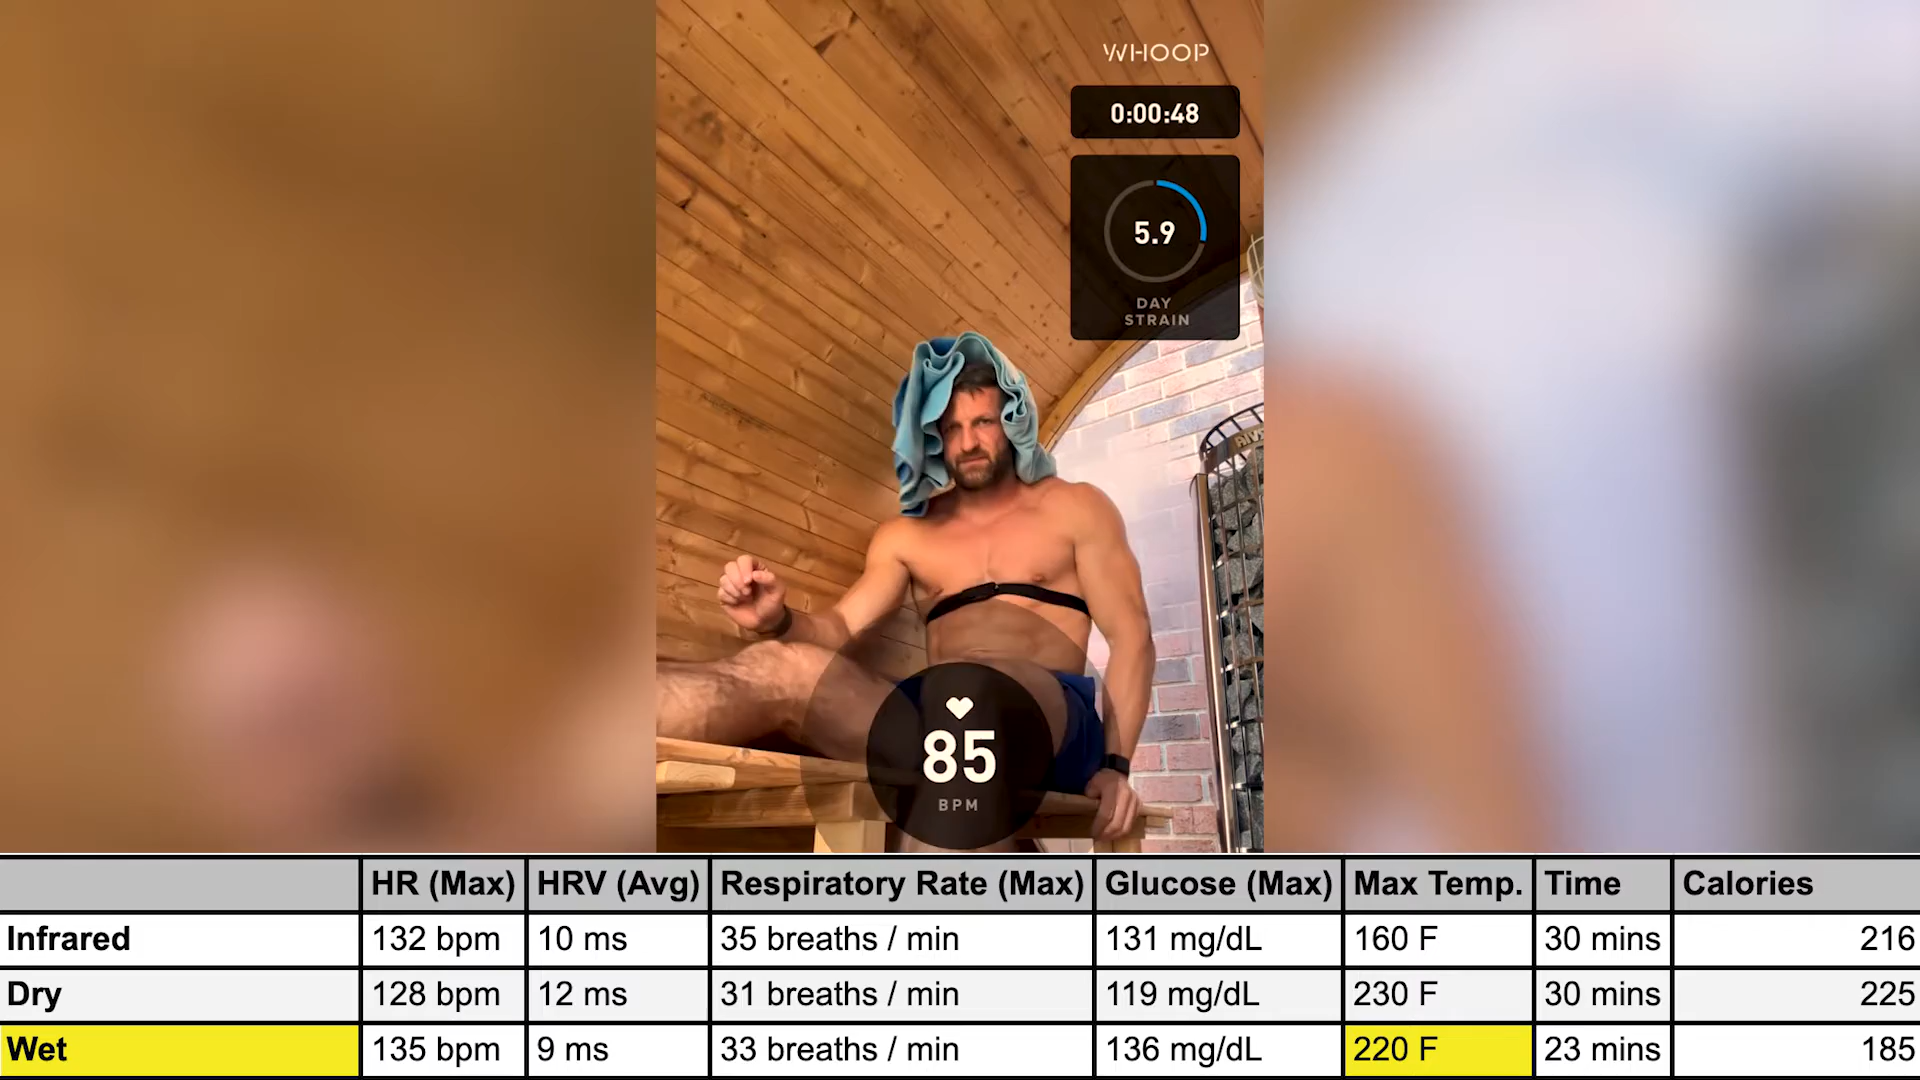 WHOOP
0:00:48
5.9
DAY
STRAIN
85
BPM
HR (Max) HRV (Avg) Respiratory Rate (Max) Glucose (Max) Max Temp. Time Calories
Infrared 132 bpm 10 ms 35 breaths / min 131 mg/dL 160 F 30 mins 216
Dry 128 bpm 12 ms 31 breaths / min 119 mg/dL 230 F 30 mins 225
Wet 135 bpm 9 ms 33 breaths / min 136 mg/dL 220 F 23 mins 185